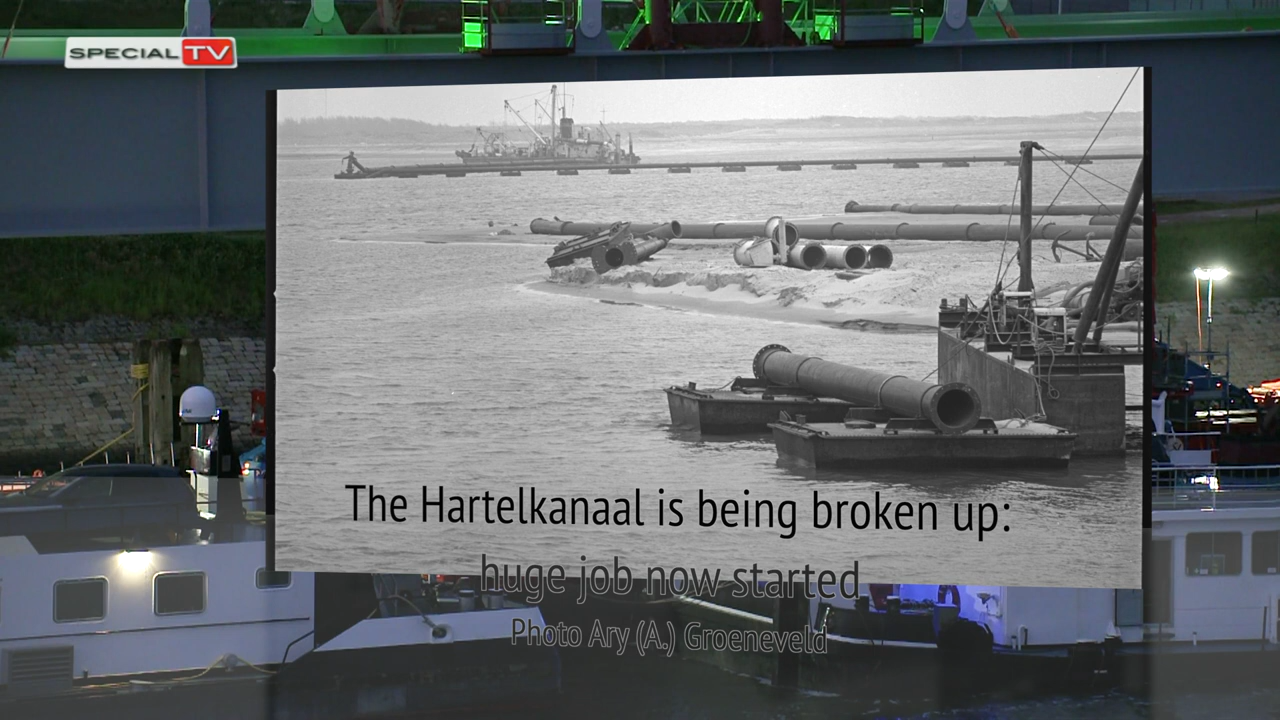 SPECIAL TV
The Hartelkanaal is being broken up:
huge job now started
Photo Ary (A.) Groeneveld